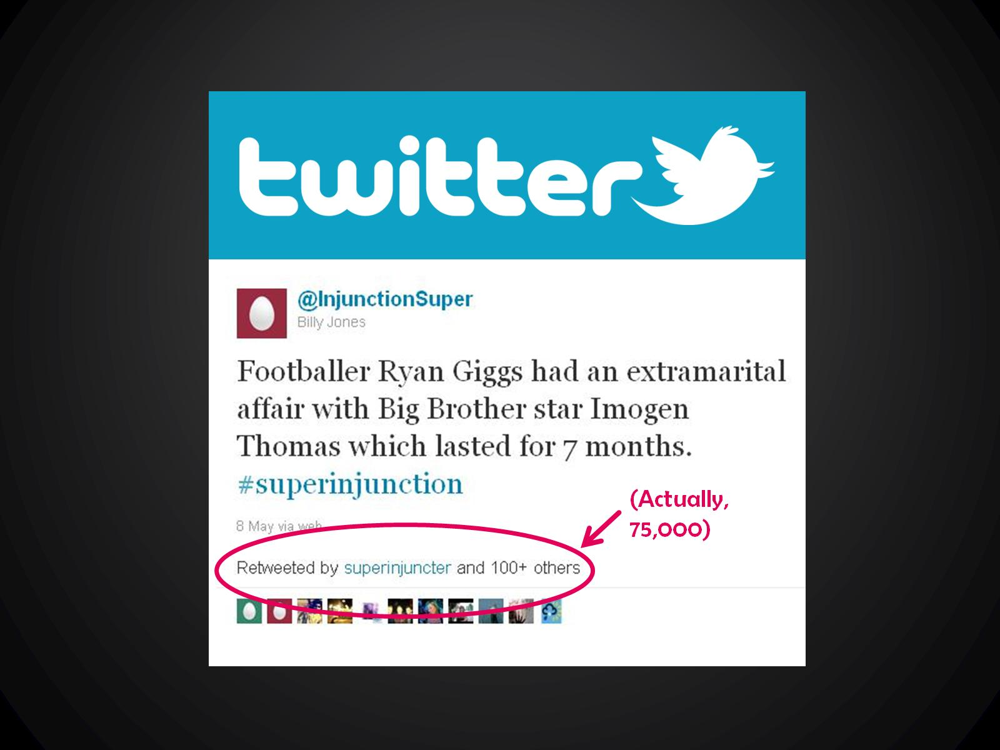 twitter
@InjunctionSuper
Billy Jones
Footballer Ryan Giggs had an extramarital
affair with Big Brother star Imogen
Thomas which lasted for 7 months.
#superinjunction
8 May via web
(Actually,
75,000)
Retweeted by superinjuncter and 100+ others